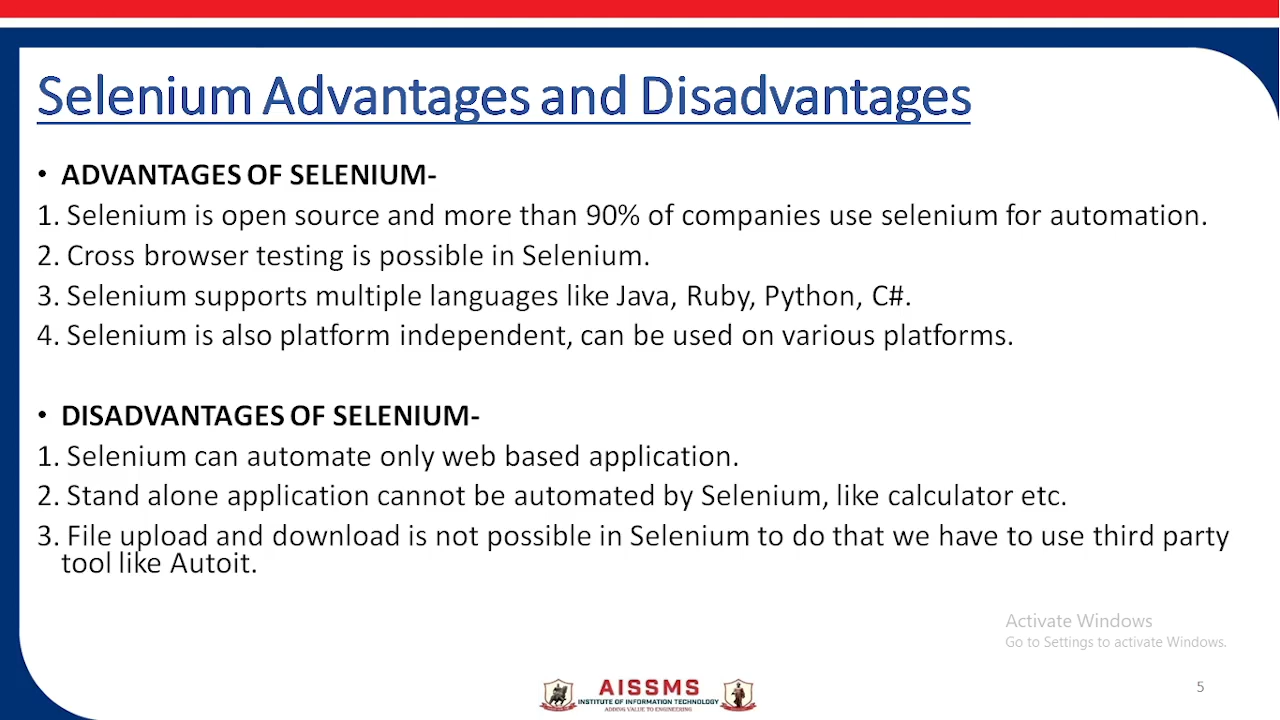 Selenium Advantages and Disadvantages
• ADVANTAGES OF SELENIUM-
1. Selenium is open source and more than 90% of companies use selenium for automation.
2. Cross browser testing is possible in Selenium.
3. Selenium supports multiple languages like Java, Ruby, Python, C#.
4. Selenium is also platform independent, can be used on various platforms.
• DISADVANTAGES OF SELENIUM-
1. Selenium can automate only web based application.
2. Stand alone application cannot be automated by Selenium, like calculator etc.
3. File upload and download is not possible in Selenium to do that we have to use third party
tool like Autoit.
Activate Windows
Go to Settings to activate Windows.
AISSMS
INSTITUTE OF INFORMATION TECHNOLOGY
ADDING VALUE TO ENGINEERING
5